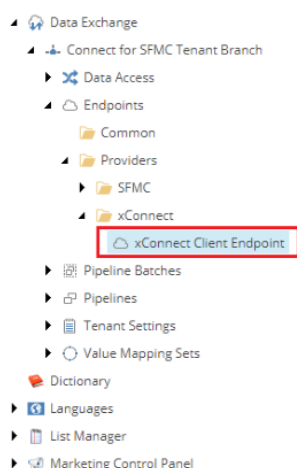 Data Exchange
Connect for SFMC Tenant Branch
Data Access
Endpoints
Common
Providers
SFMC
xConnect
xConnect Client Endpoint
Pipeline Batches
Pipelines
Tenant Settings
Value Mapping Sets
Dictionary
Languages
List Manager
Marketing Control Panel